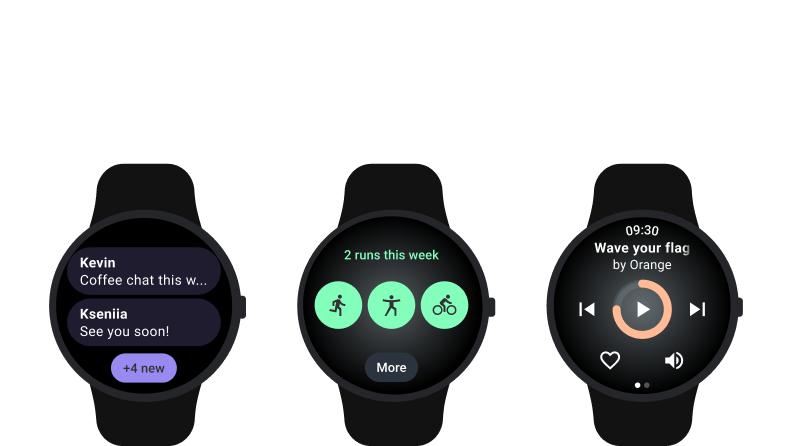 Kevin
Coffee chat this w...
Kseniia
See you soon!
+4 new
2 runs this week
More
09:30
Wave your flag
by Orange